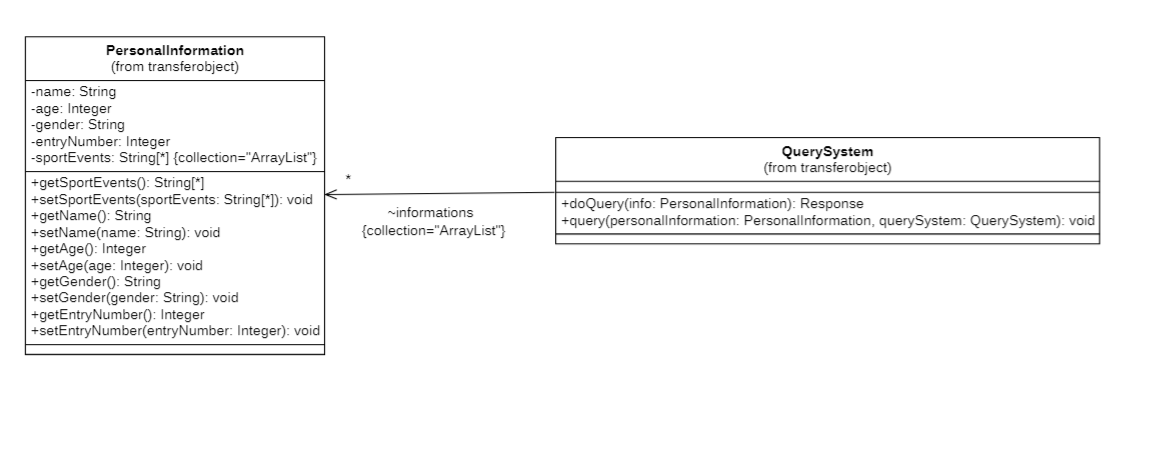 PersonalInformation
(from transferobject)
-name: String
-age: Integer
-gender: String
-entryNumber: Integer
-sportEvents: String[*] {collection="ArrayList"}
+getSportEvents(): String[*]
+setSportEvents(sportEvents: String[*]): void
+getName(): String
+setName(name: String): void
+getAge(): Integer
+setAge(age: Integer): void
+getGender(): String
+setGender(gender: String): void
+getEntryNumber(): Integer
+setEntryNumber(entryNumber: Integer): void
*
~informations
{collection="ArrayList"}
QuerySystem
(from transferobject)
+doQuery(info: PersonalInformation): Response
+query(personalInformation: PersonalInformation, querySystem: QuerySystem): void